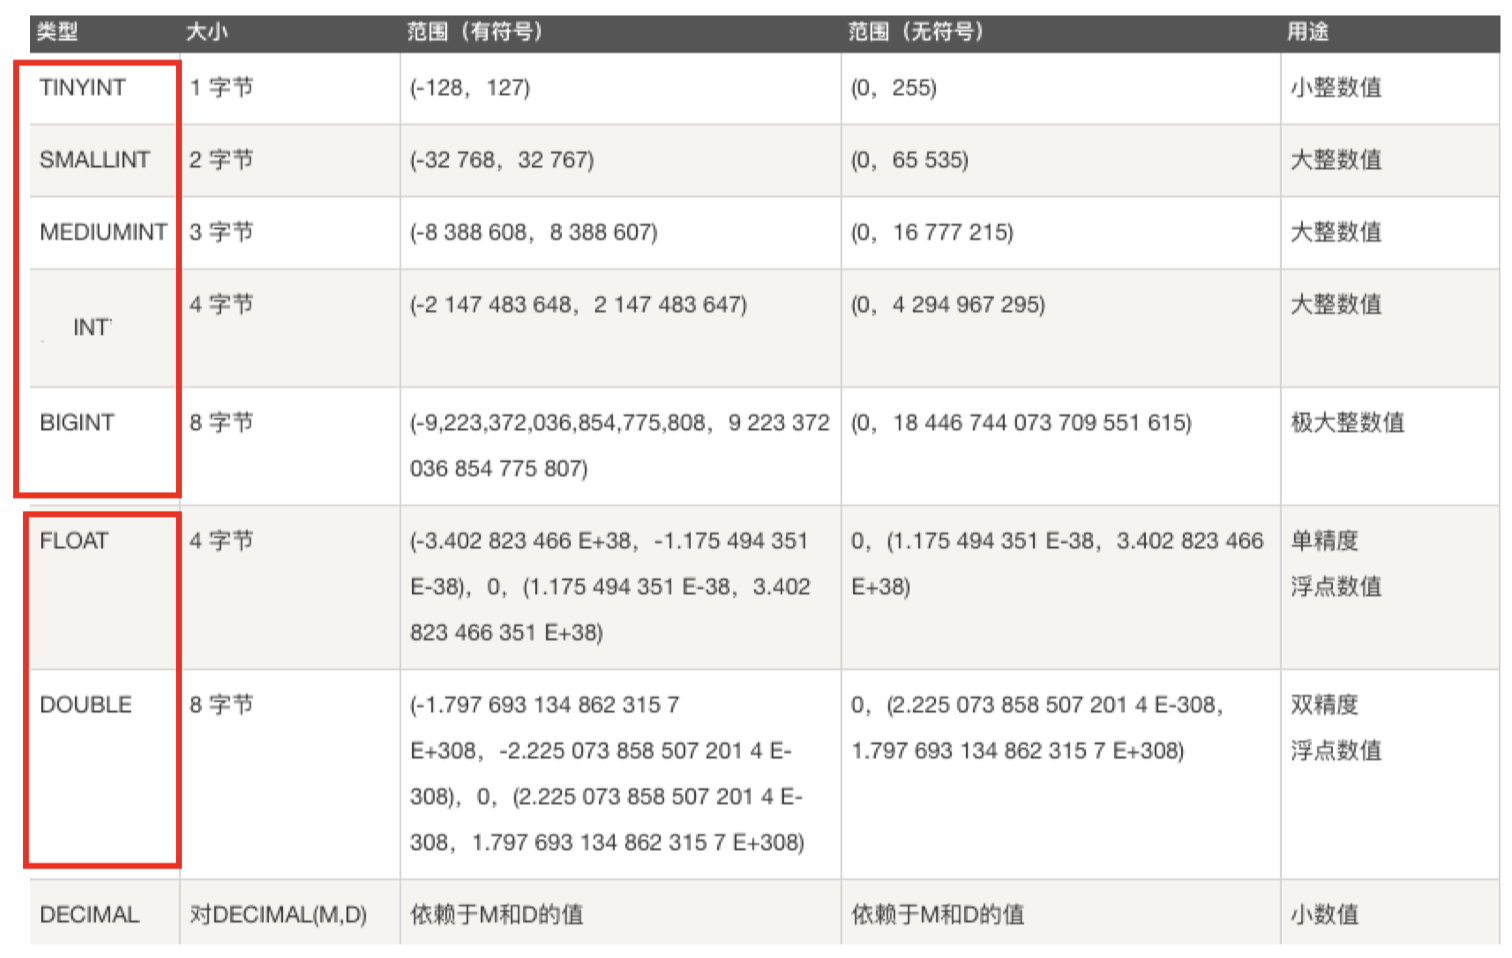 类型 大小 范围（有符号） 范围（无符号） 用途
TINYINT 1 字节 (-128，127) (0，255) 小整数值
SMALLINT 2 字节 (-32 768，32 767) (0，65 535) 大整数值
MEDIUMINT 3 字节 (-8 388 608，8 388 607) (0，16 777 215) 大整数值
INT 4 字节 (-2 147 483 648，2 147 483 647) (0，4 294 967 295) 大整数值
BIGINT 8 字节 (-9,223,372,036,854,775,808，9 223 372 (0，18 446 744 073 709 551 615) 极大整数值
036 854 775 807)
FLOAT 4 字节 (-3.402 823 466 E+38，-1.175 494 351 0，(1.175 494 351 E-38，3.402 823 466 单精度
E-38)，0，(1.175 494 351 E-38，3.402 E+38) 浮点数值
823 466 351 E+38)
DOUBLE 8 字节 (-1.797 693 134 862 315 7 0，(2.225 073 858 507 201 4 E-308， 双精度
E+308，-2.225 073 858 507 201 4 E- 1.797 693 134 862 315 7 E+308) 浮点数值
308)，0，(2.225 073 858 507 201 4 E-
308，1.797 693 134 862 315 7 E+308)
DECIMAL 对DECIMAL(M,D) 依赖于M和D的值 依赖于M和D的值 小数值